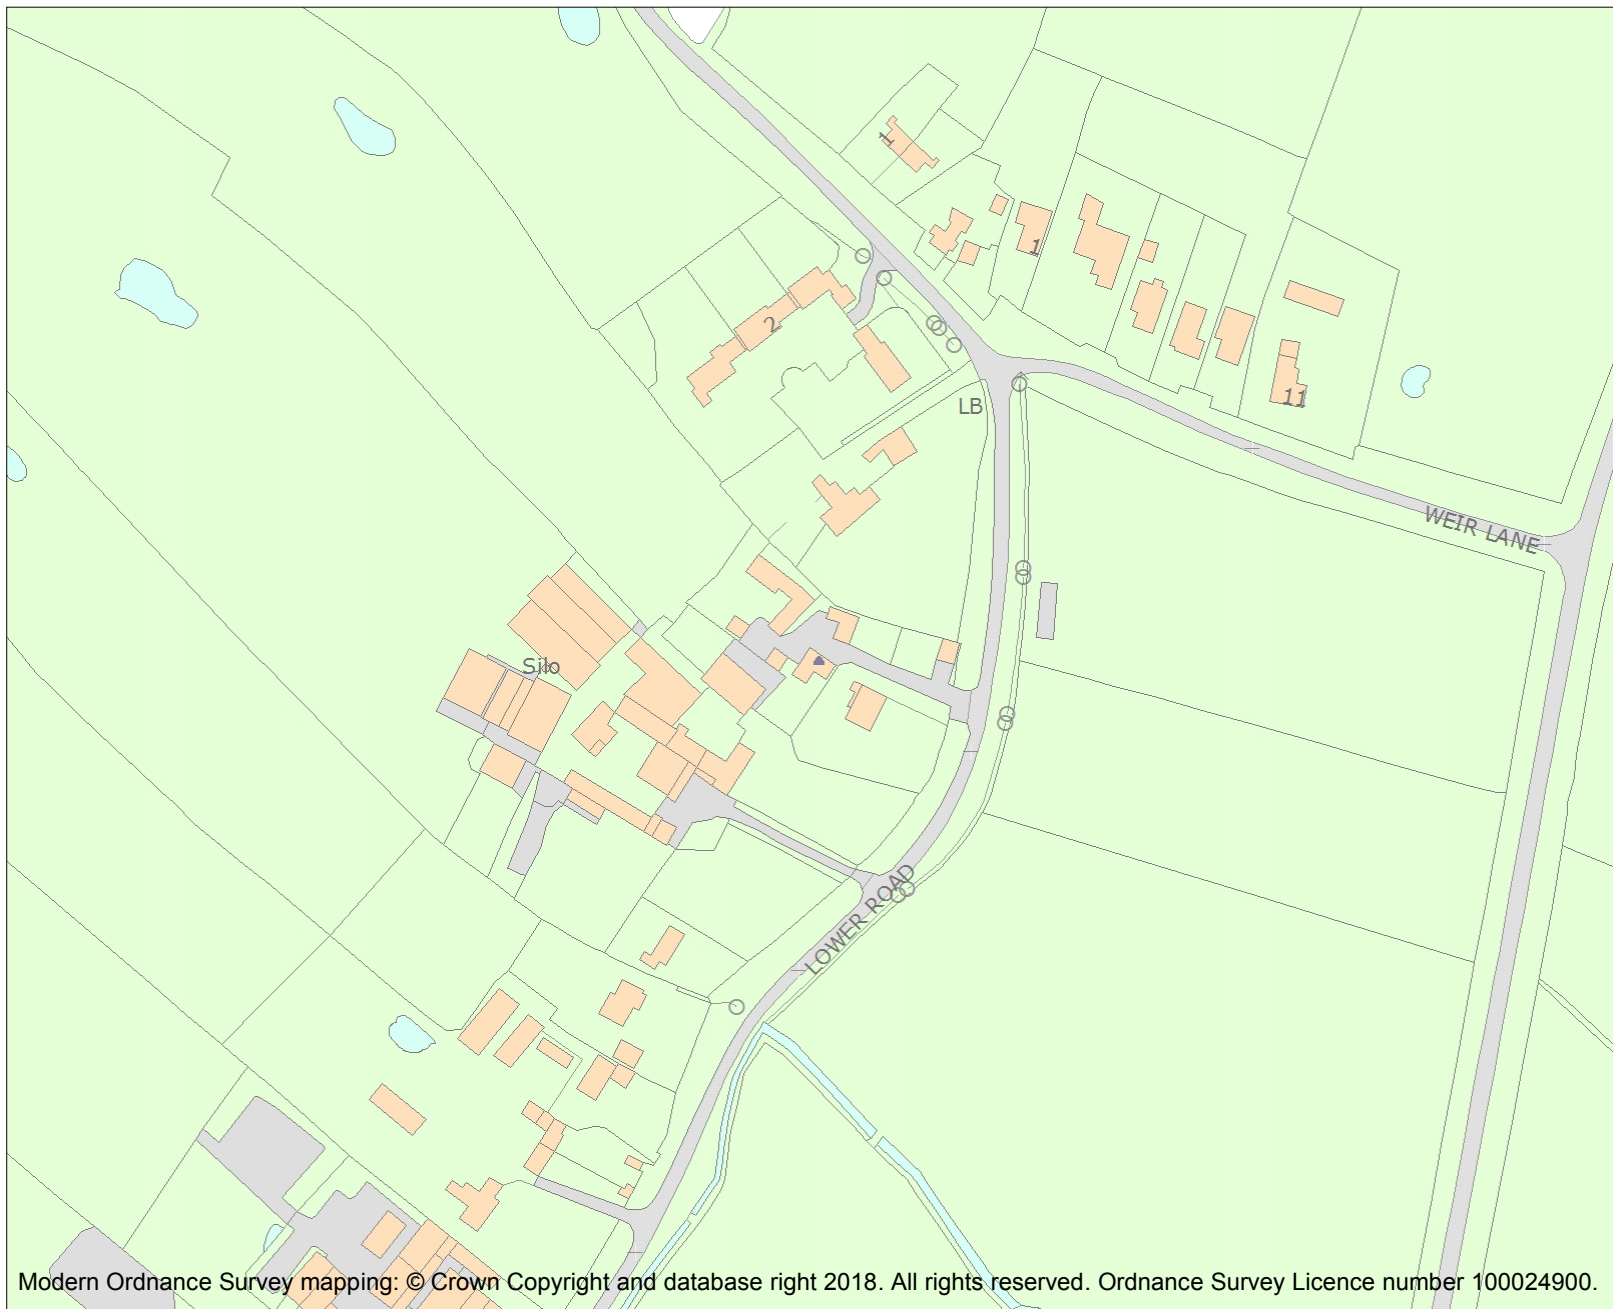 1
1
2
11
LB
WEIR LANE
Silo
LOWER ROAD
Modern Ordnance Survey mapping: © Crown Copyright and database right 2018. All rights reserved. Ordnance Survey Licence number 100024900.